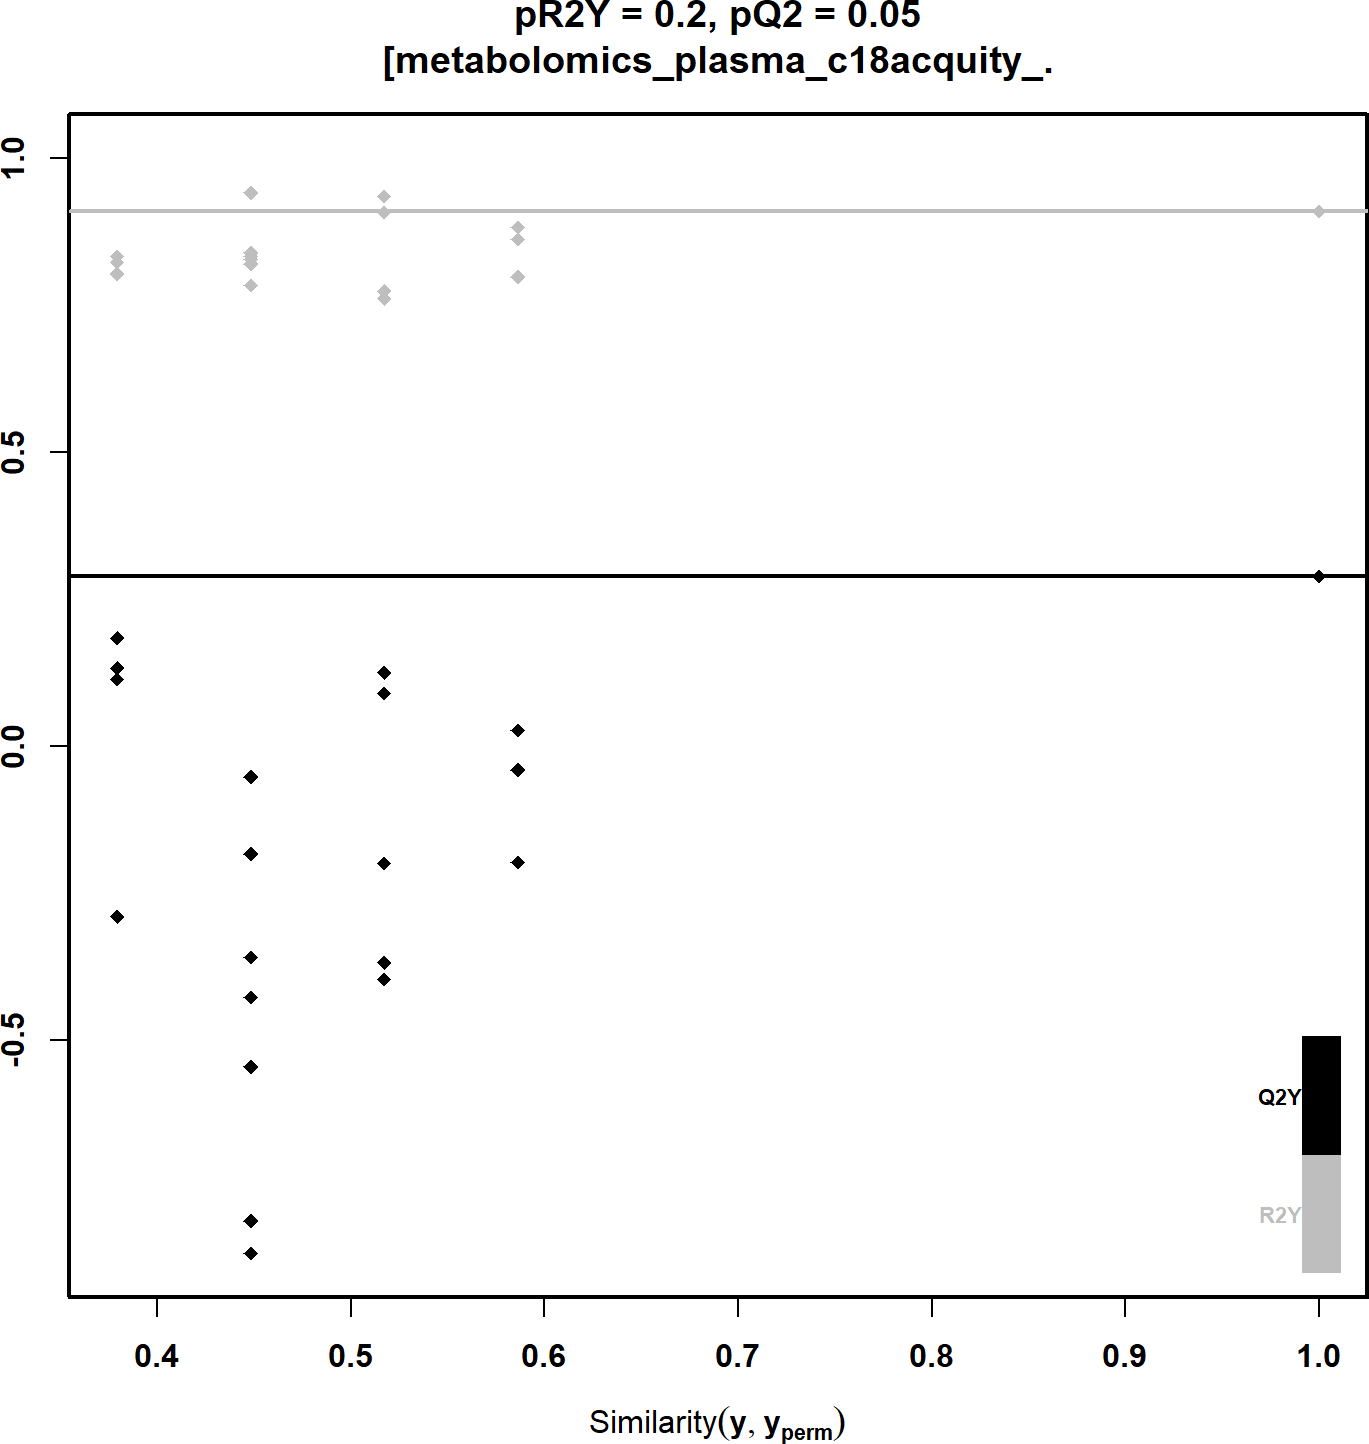 pR2Y = 0.2, pQ2 = 0.05
[metabolomics_plasma_c18acquity_.
1.0
0.5
0.0
-0.5
Q2Y
R2Y
0.4 0.5 0.6 0.7 0.8 0.9 1.0
Similarity(y, yperm)